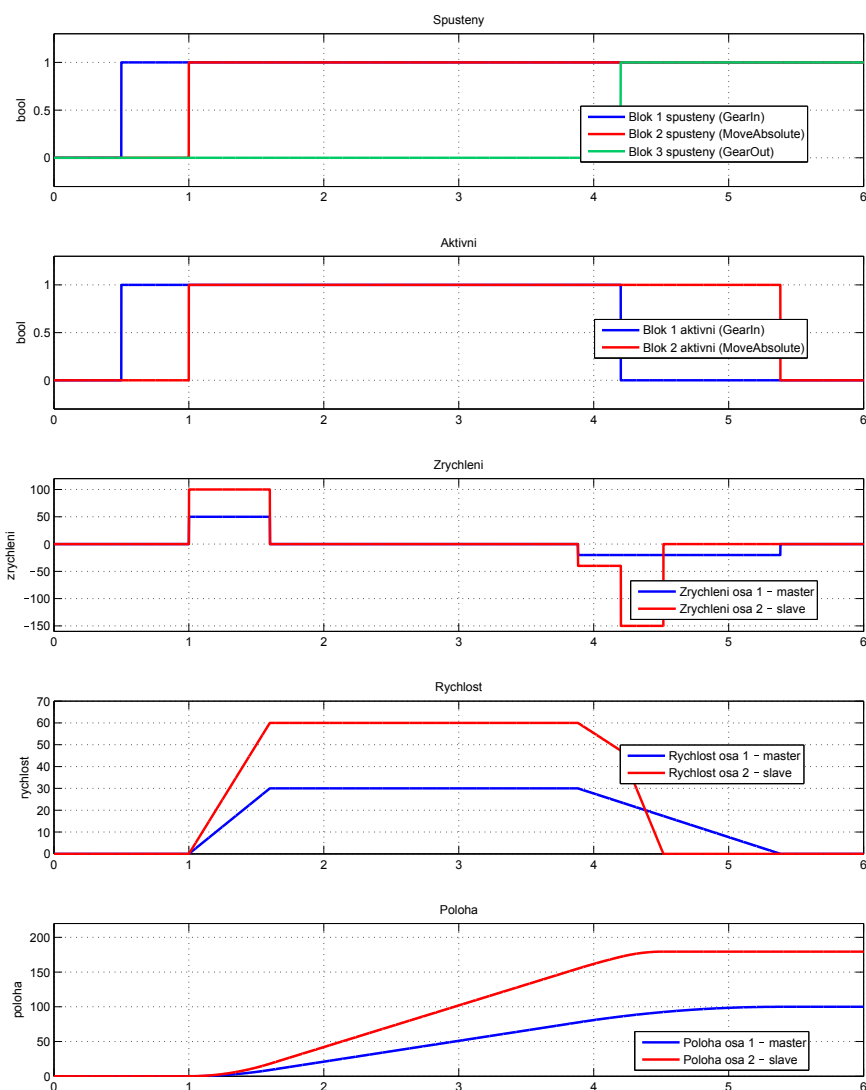 Spusteny
1
0.5
0
bool
Blok 1 spusteny (GearIn)
Blok 2 spusteny (MoveAbsolute)
Blok 3 spusteny (GearOut)
0 1 2 3 4 5 6
Aktivni
1
0.5
0
bool
Blok 1 aktivni (GearIn)
Blok 2 aktivni (MoveAbsolute)
0 1 2 3 4 5 6
Zrychleni
100
50
0
−50
−100
−150
zrychleni
Zrychleni osa 1 − master
Zrychleni osa 2 − slave
0 1 2 3 4 5 6
Rychlost
70
60
50
40
30
20
10
0
rychlost
Rychlost osa 1 − master
Rychlost osa 2 − slave
0 1 2 3 4 5 6
Poloha
200
150
100
50
0
poloha
Poloha osa 1 − master
Poloha osa 2 − slave
0 1 2 3 4 5 6